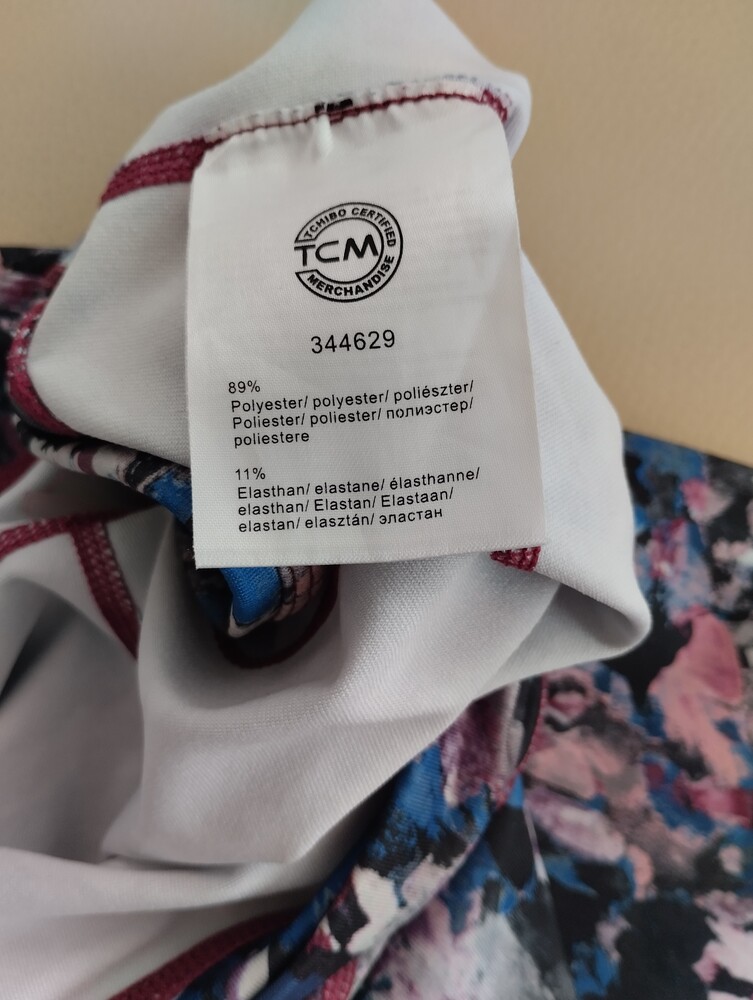 TCHIBO CERTIFIED
TCM
MERCHANDISE
344629
89%
Polyester/ polyester/ poliészter/
Poliester/ poliester/ полиэстер/
poliestere
11%
Elasthan/ elastane/ élasthanne/
elasthan/ Elastan/ Elastaan/
elastan/ elasztán/ эластан